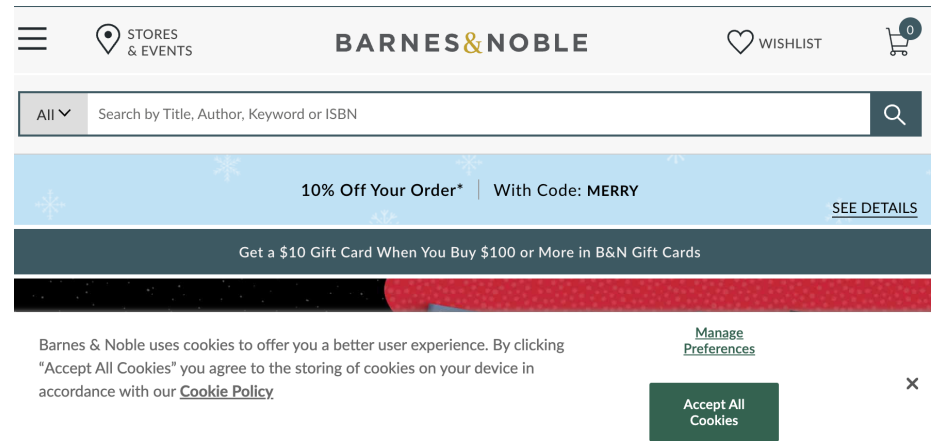 STORES
& EVENTS
BARNES&NOBLE
WISHLIST
0
All
Search by Title, Author, Keyword or ISBN
10% Off Your Order* | With Code: MERRY
SEE DETAILS
Get a $10 Gift Card When You Buy $100 or More in B&N Gift Cards
Barnes & Noble uses cookies to offer you a better user experience. By clicking
“Accept All Cookies” you agree to the storing of cookies on your device in
accordance with our Cookie Policy
Manage
Preferences
Accept All
Cookies